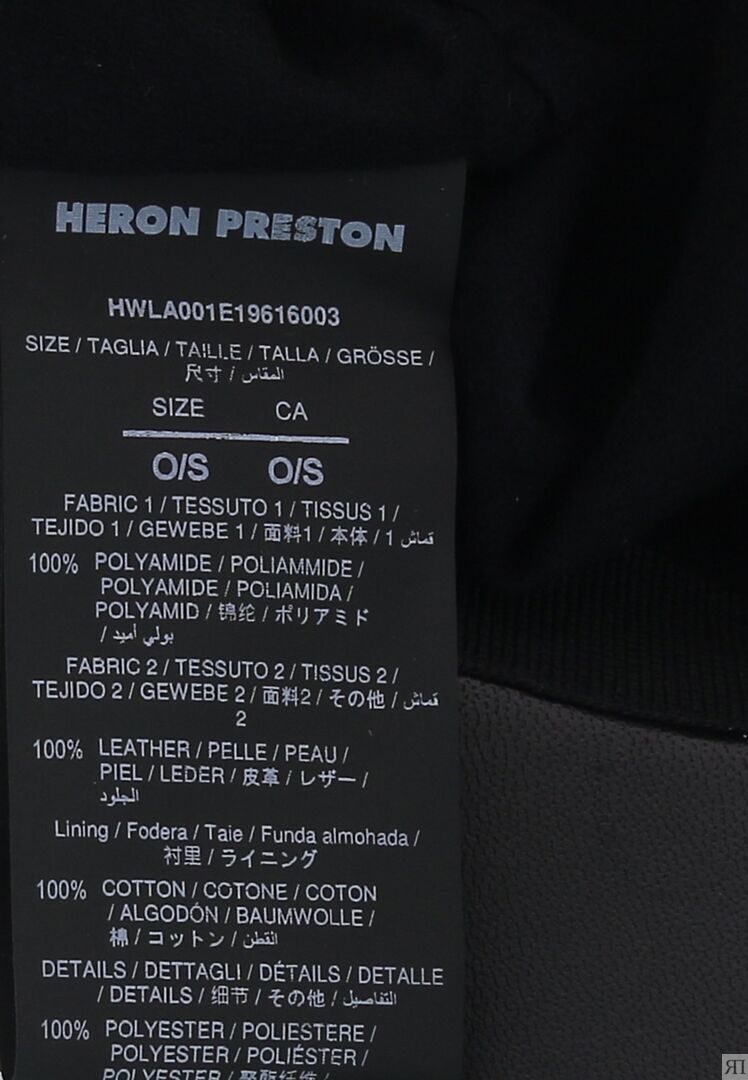 HERON PRESTON
HWLA001E19616003
SIZE / TAGLIA / TAILLE / TALLA / GRÖSSE /
尺寸 / المقاس
SIZE CA
O/S O/S
FABRIC 1 / TESSUTO 1 / TISSUS 1 /
TEJIDO 1 / GEWEBE 1 / 面料1 / 本体 / 1 قماش
100% POLYAMIDE / POLIAMMIDE /
POLYAMIDE / POLIAMIDA /
POLYAMID / 锦纶 / ポリアミド
/ بولي أميد
FABRIC 2 / TESSUTO 2 / TISSUS 2 /
TEJIDO 2 / GEWEBE 2 / 面料2 / その他 / قماش
2
100% LEATHER / PELLE / PEAU /
PIEL / LEDER / 皮革 / レザー /
الجلود
Lining / Fodera / Taie / Funda almohada /
衬里 / ライニング
100% COTTON / COTONE / COTON
/ ALGODÓN / BAUMWOLLE /
棉 / コットン / القطن
DETAILS / DETTAGLI / DÉTAILS / DETALLE
/ DETAILS / 细节 / その他 / التفاصيل
100% POLYESTER / POLIESTERE /
POLYESTER / POLIÉSTER /
POLYESTER / 聚酯纤维 /